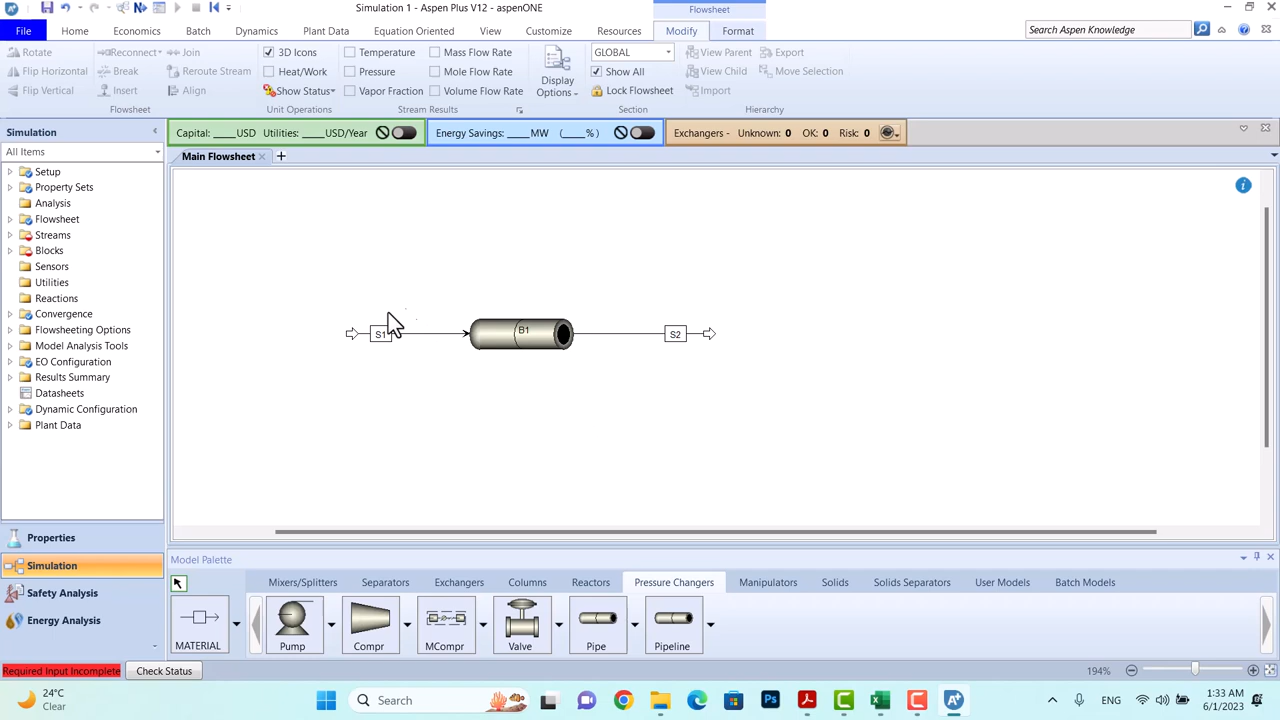 Simulation 1 - Aspen Plus V12 - aspenONE
Flowsheet
File Home Economics Batch Dynamics Plant Data Equation Oriented View Customize Resources Modify Format
Search Aspen Knowledge
Rotate Reconnect Join 3D Icons Temperature Mass Flow Rate GLOBAL View Parent Export
Flip Horizontal Break Reroute Stream Heat/Work Pressure Mole Flow Rate Display Show All View Child Move Selection
Flip Vertical Insert Align Show Status Vapor Fraction Volume Flow Rate Options Lock Flowsheet Import
Flowsheet Unit Operations Stream Results Section Hierarchy
Simulation
Capital: ____USD Utilities: ____USD/Year Energy Savings: ____MW (____%) Exchangers - Unknown: 0 OK: 0 Risk: 0
All Items
Main Flowsheet
Setup
Property Sets
Analysis
Flowsheet
Streams
Blocks
Sensors
Utilities
Reactions
Convergence
Flowsheeting Options
Model Analysis Tools
EO Configuration
Results Summary
Datasheets
Dynamic Configuration
Plant Data
S1
B1
S2
Properties
Simulation
Safety Analysis
Energy Analysis
Model Palette
Mixers/Splitters Separators Exchangers Columns Reactors Pressure Changers Manipulators Solids Solids Separators User Models Batch Models
MATERIAL Pump Compr MCompr Valve Pipe Pipeline
Required Input Incomplete Check Status 194%
24°C
Clear
Search
ENG
1:33 AM
6/1/2023